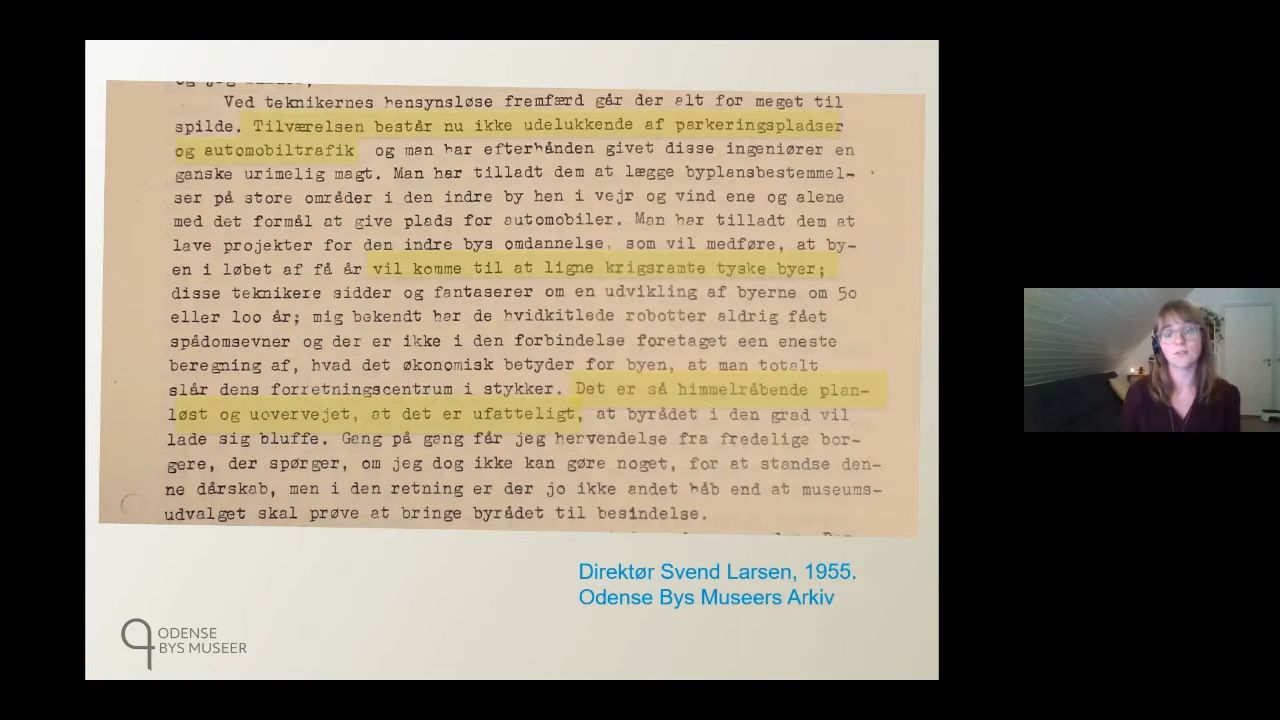 Ved teknikernes hensynsløse fremfærd går der alt for meget til
spilde. Tilværelsen består nu ikke udelukkende af parkeringspladser
og automobiltrafik og man har efterhånden givet disse ingeniører en
ganske urimelig magt. Man har tilladt dem at lægge byplansbestemmel-
ser på store områder i den indre by hen i vejr og vind ene og alene
med det formål at give plads for automobiler. Man har tilladt dem at
lave projekter for den indre bys omdannelse, som vil medføre, at by-
en i løbet af få år vil komme til at ligne krigsramte tyske byer;
disse teknikere sidder og fantaserer om en udvikling af byerne om 50
eller loo år; mig bekendt har de hvidkitlede robotter aldrig fået
spådomsevner og der er ikke i den forbindelse foretaget een eneste
beregning af, hvad det økonomisk betyder for byen, at man totalt
slår dens forretningscentrum i stykker. Det er så himmelråbende plan-
løst og uovervejet, at det er ufatteligt, at byrådet i den grad vil
lade sig bluffe. Gang på gang får jeg henvendelse fra fredelige bor-
gere, der spørger, om jeg dog ikke kan gøre noget, for at standse den-
ne dårskab, men i den retning er der jo ikke andet håb end at museums-
udvalget skal prøve at bringe byrådet til besindelse.
Direktør Svend Larsen, 1955.
Odense Bys Museers Arkiv
ODENSE
BYS MUSEER